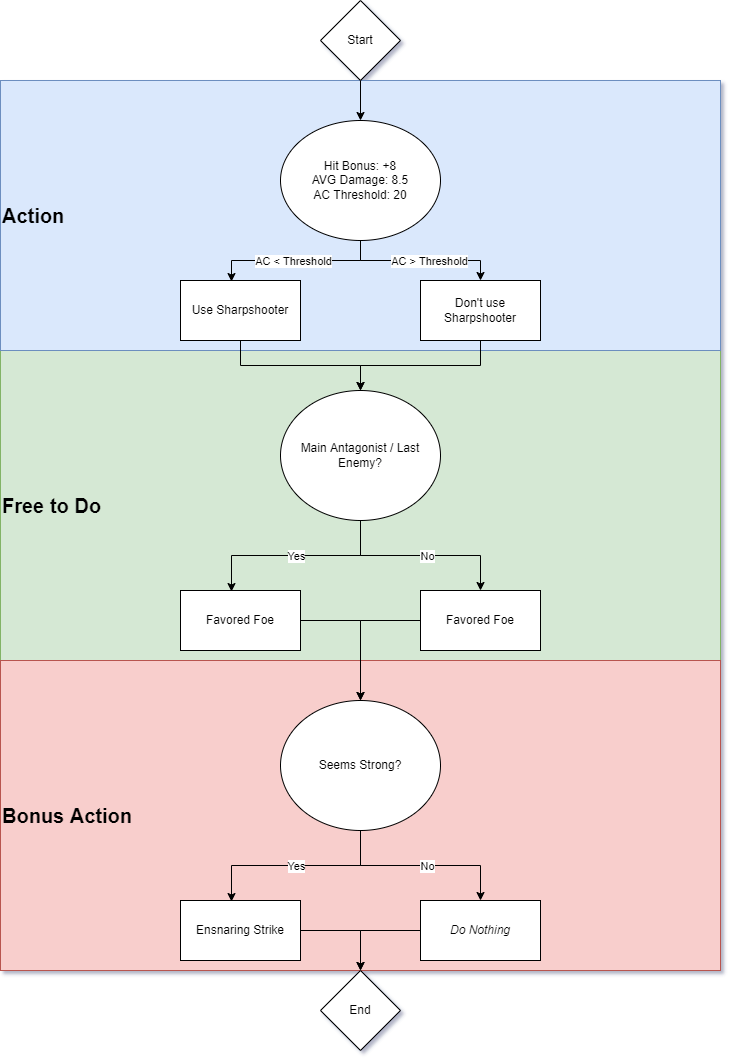 Start
Hit Bonus: +8
AVG Damage: 8.5
AC Threshold: 20
Action
AC < Threshold
AC > Threshold
Use Sharpshooter
Don't use
Sharpshooter
Main Antagonist / Last
Enemy?
Free to Do
Yes
No
Favored Foe
Favored Foe
Seems Strong?
Bonus Action
Yes
No
Ensnaring Strike
Do Nothing
End